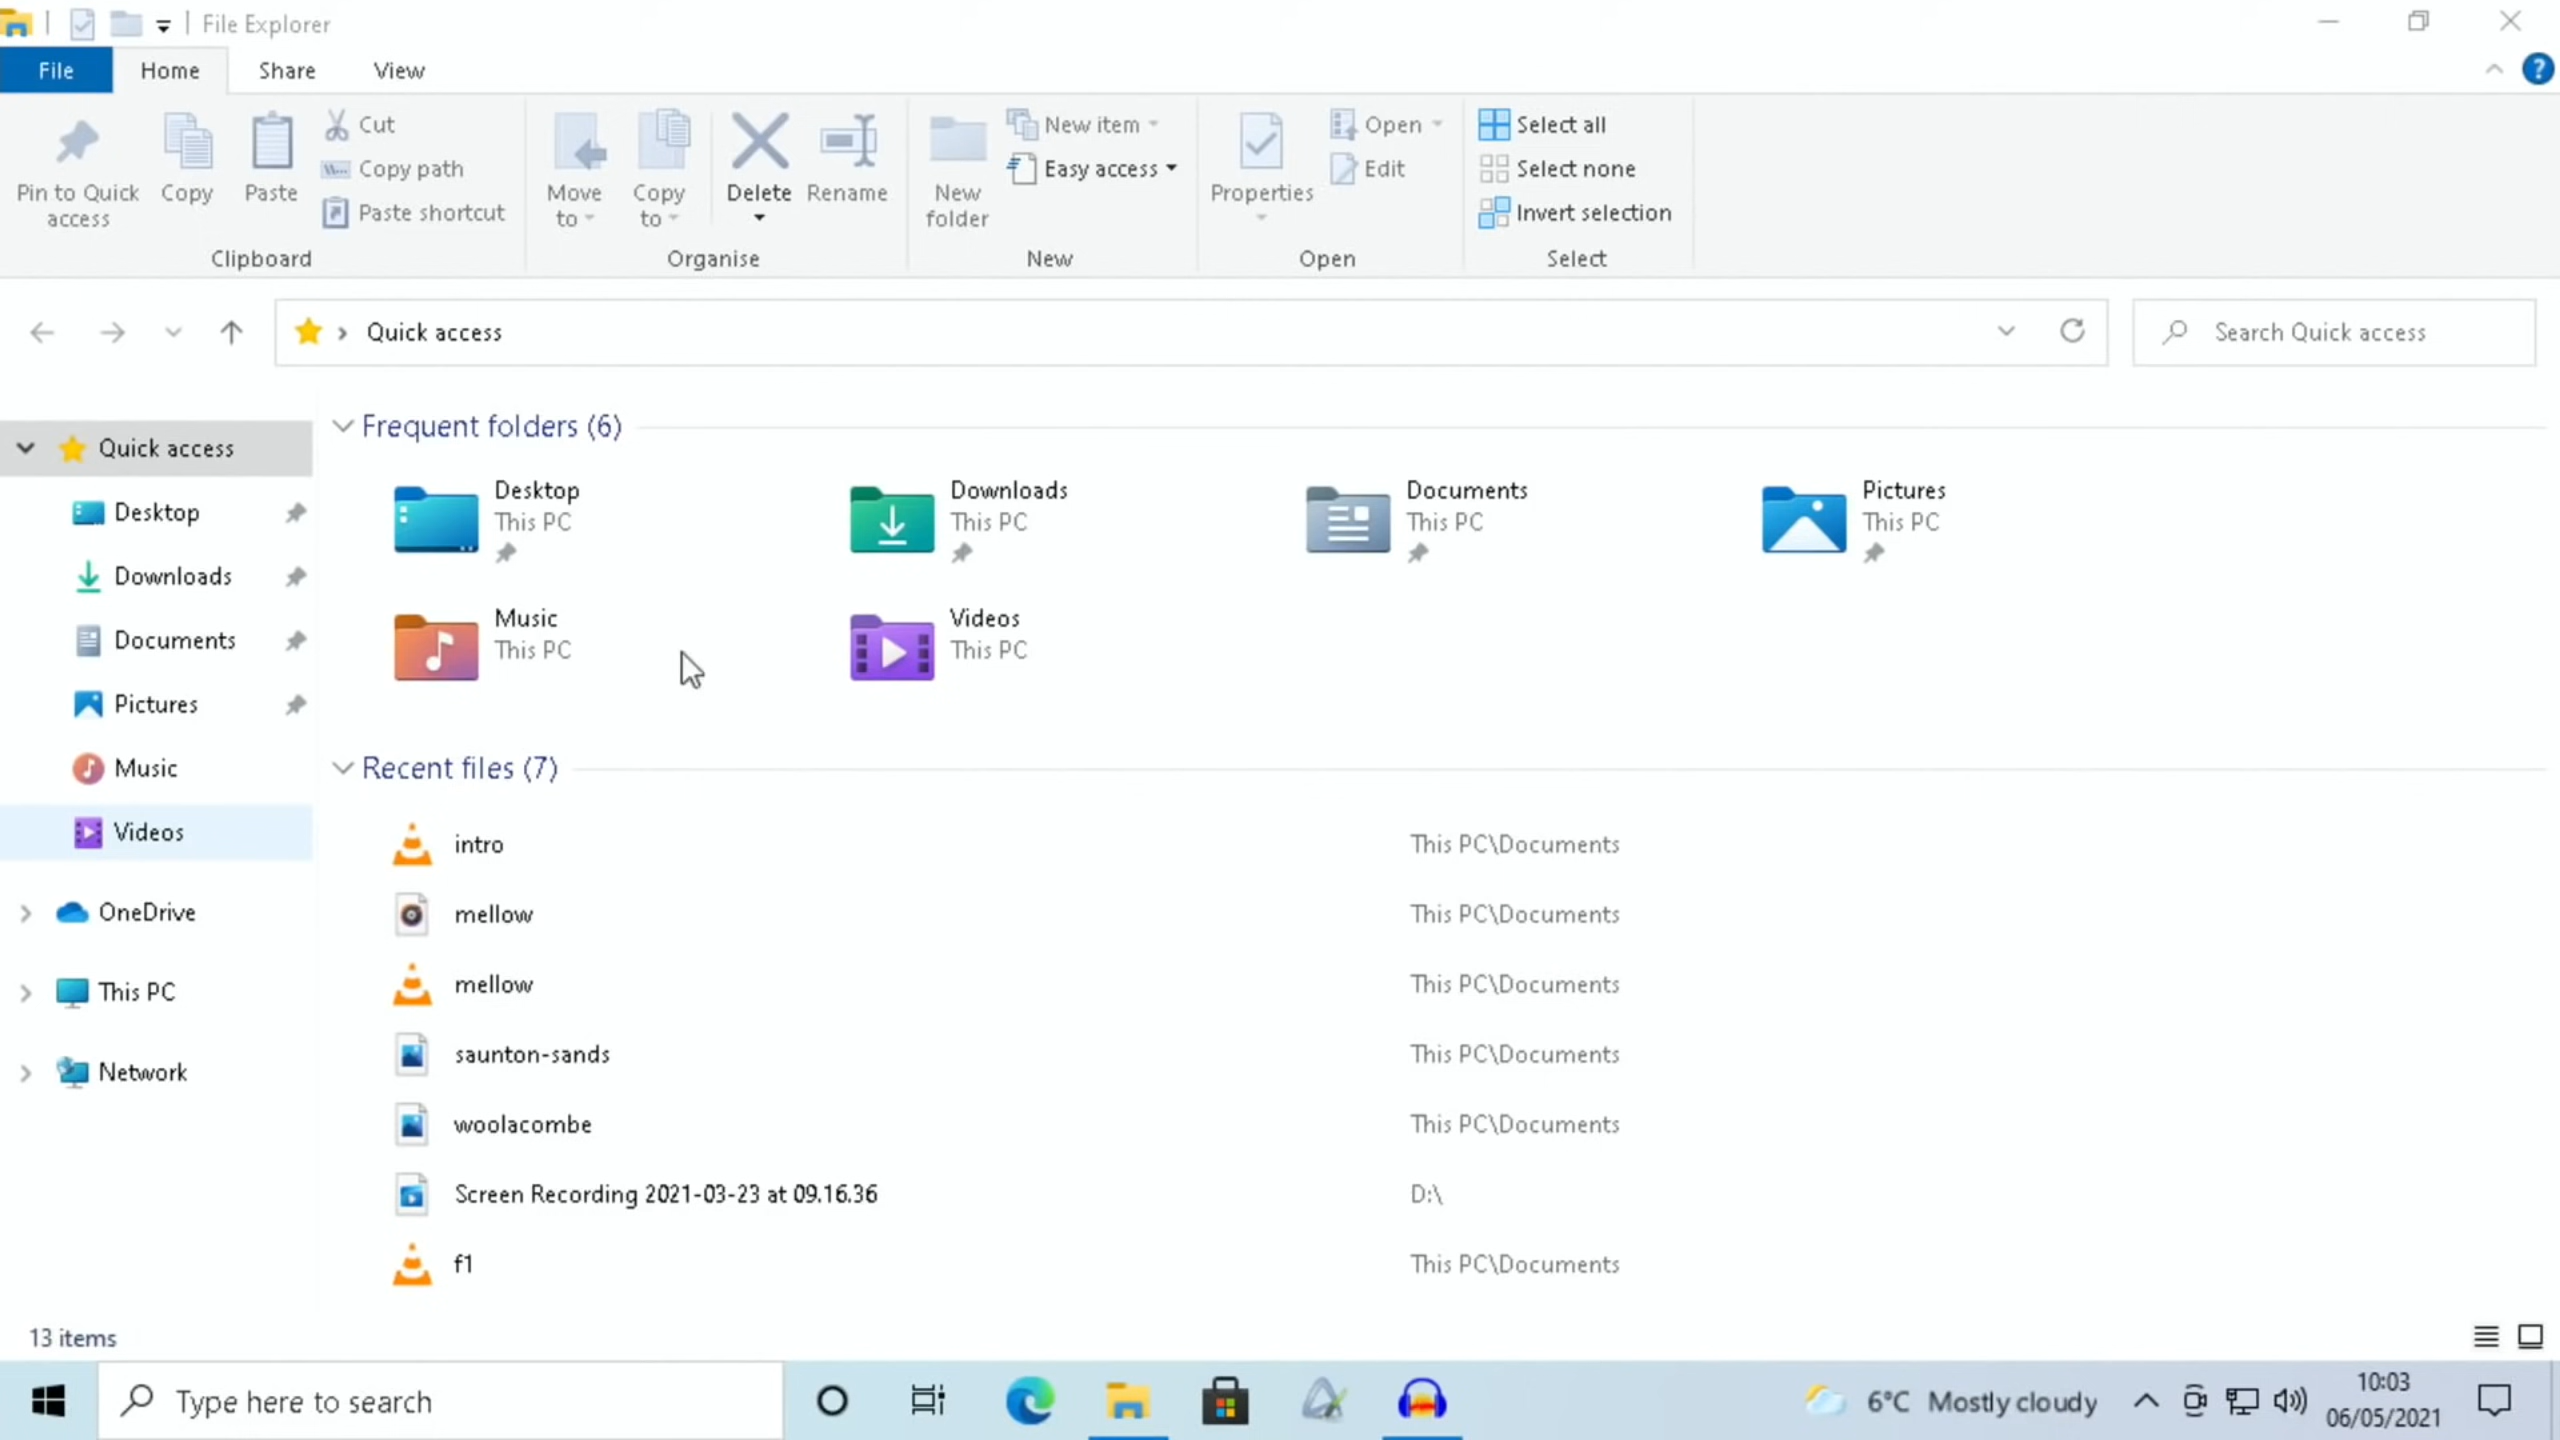 File Explorer
File Home Share View
Pin to Quick access
Copy
Paste
Cut
Copy path
Paste shortcut
Clipboard
Move to
Copy to
Delete
Rename
Organise
New folder
New item
Easy access
New
Properties
Open
Edit
Open
Select all
Select none
Invert selection
Select
Quick access
Search Quick access
Quick access
Desktop
Downloads
Documents
Pictures
Music
Videos
OneDrive
This PC
Network
Frequent folders (6)
Desktop
This PC
Downloads
This PC
Documents
This PC
Pictures
This PC
Music
This PC
Videos
This PC
Recent files (7)
intro This PC\Documents
mellow This PC\Documents
mellow This PC\Documents
saunton-sands This PC\Documents
woolacombe This PC\Documents
Screen Recording 2021-03-23 at 09.16.36 D:\
f1 This PC\Documents
13 items
Type here to search
6°C Mostly cloudy
10:03
06/05/2021